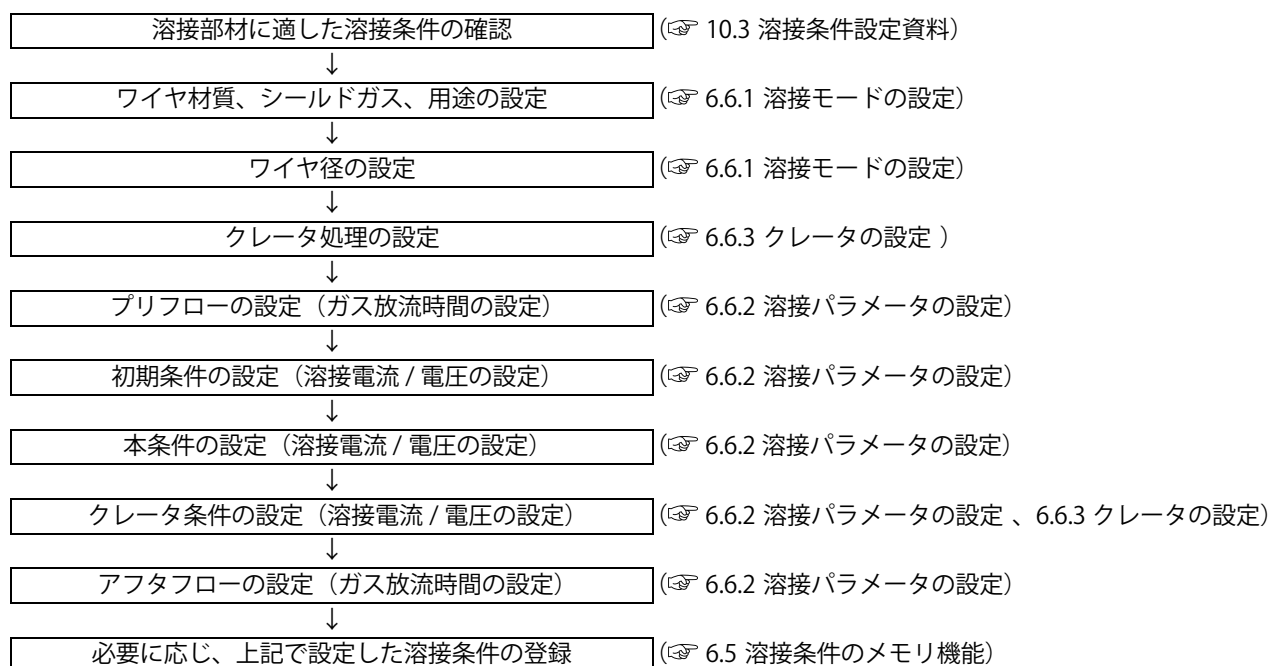 溶接部材に適した溶接条件の確認 (☞ 10.3 溶接条件設定資料)
↓
ワイヤ材質、シールドガス、用途の設定 (☞ 6.6.1 溶接モードの設定)
↓
ワイヤ径の設定 (☞ 6.6.1 溶接モードの設定)
↓
クレータ処理の設定 (☞ 6.6.3 クレータの設定 )
↓
プリフローの設定（ガス放流時間の設定） (☞ 6.6.2 溶接パラメータの設定)
↓
初期条件の設定（溶接電流 / 電圧の設定） (☞ 6.6.2 溶接パラメータの設定)
↓
本条件の設定（溶接電流 / 電圧の設定） (☞ 6.6.2 溶接パラメータの設定)
↓
クレータ条件の設定（溶接電流 / 電圧の設定） (☞ 6.6.2 溶接パラメータの設定 、6.6.3 クレータの設定)
↓
アフタフローの設定（ガス放流時間の設定） (☞ 6.6.2 溶接パラメータの設定)
↓
必要に応じ、上記で設定した溶接条件の登録 (☞ 6.5 溶接条件のメモリ機能)